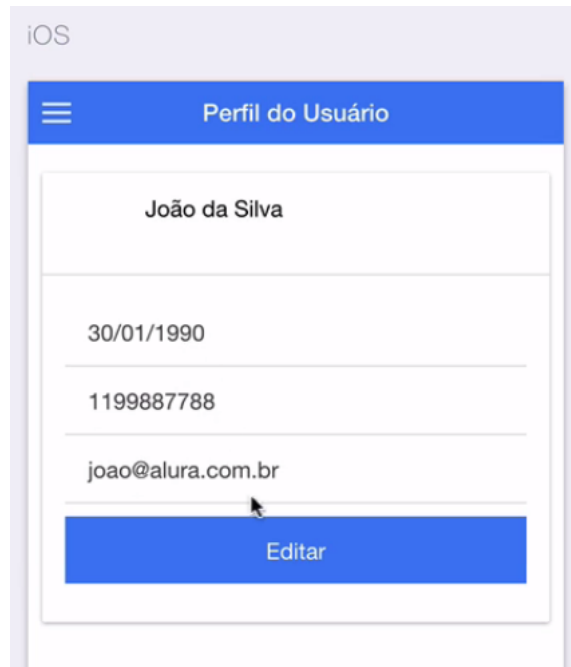 iOS
Perfil do Usuário
João da Silva
30/01/1990
1199887788
joao@alura.com.br
Editar